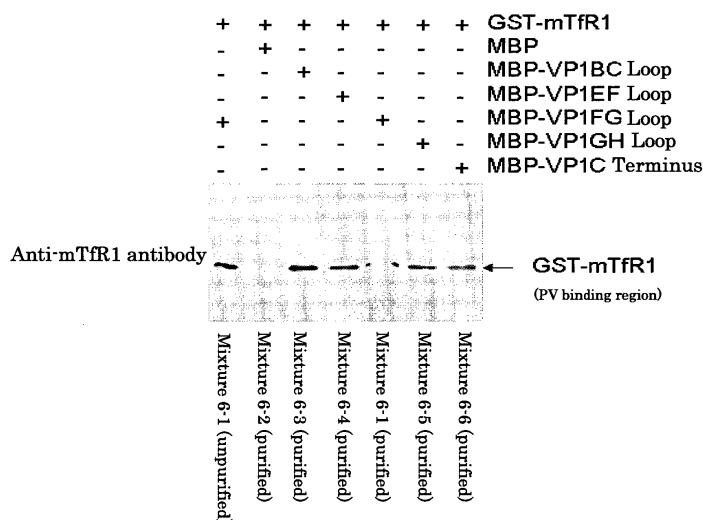 + + + + + + + GST-mTfR1
- + - - - - - MBP
- - + - - - - MBP-VP1BC Loop
- - - + - - - MBP-VP1EF Loop
+ - - - + - - MBP-VP1FG Loop
- - - - - + - MBP-VP1GH Loop
- - - - - - + MBP-VP1C Terminus
Anti-mTfR1 antibody
GST-mTfR1
(PV binding region)
Mixture 6-1 (unpurified)
Mixture 6-2 (purified)
Mixture 6-3 (purified)
Mixture 6-4 (purified)
Mixture 6-1 (purified)
Mixture 6-5 (purified)
Mixture 6-6 (purified)